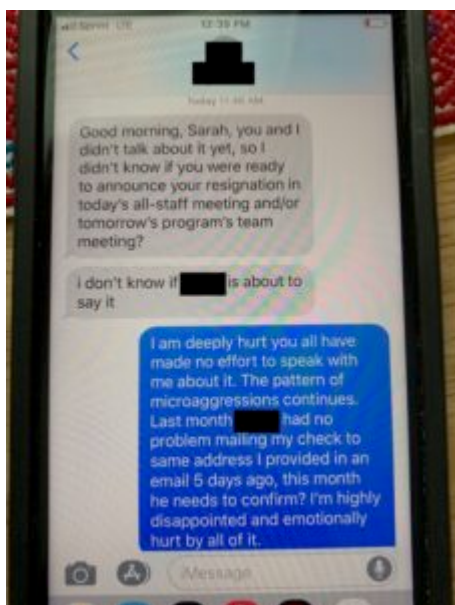 Sprint LTE
12:39 PM
Today 11:46 AM
Good morning, Sarah, you and I
didn't talk about it yet, so I
didn't know if you were ready
to announce your resignation in
today's all-staff meeting and/or
tomorrow's program's team
meeting?
i don't know if is about to
say it
I am deeply hurt you all have
made no effort to speak with
me about it. The pattern of
microaggressions continues.
Last month had no
problem mailing my check to
same address I provided in an
email 5 days ago, this month
he needs to confirm? I'm highly
disappointed and emotionally
hurt by all of it.
iMessage